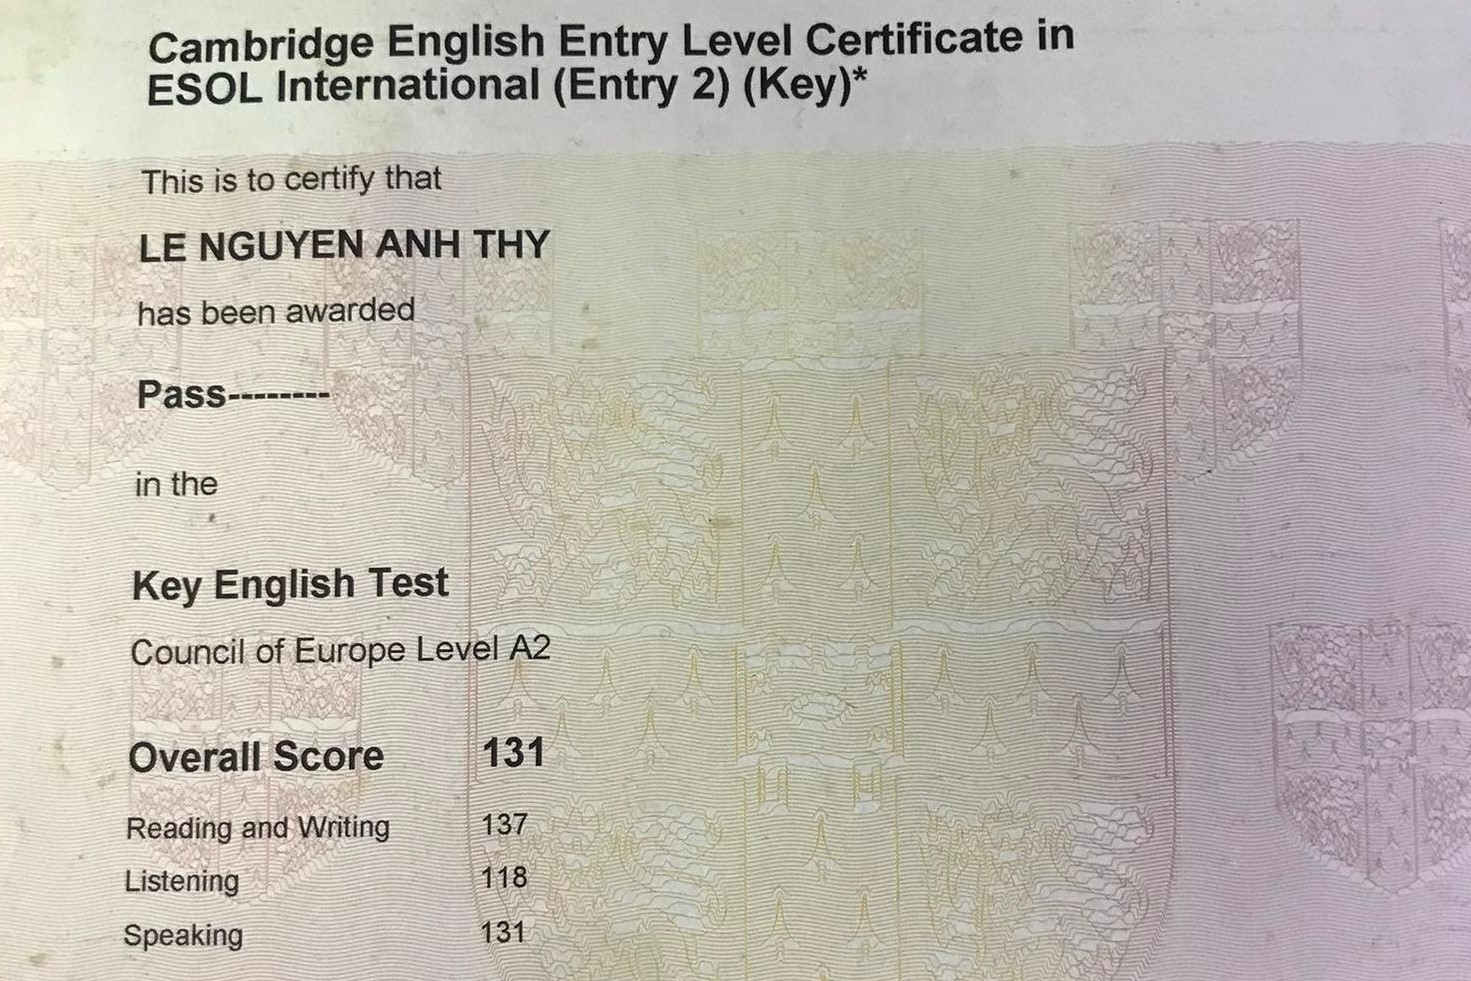 Cambridge English Entry Level Certificate in
ESOL International (Entry 2) (Key)*
This is to certify that
LE NGUYEN ANH THY
has been awarded
Pass--------
in the
Key English Test
Council of Europe Level A2
Overall Score 131
Reading and Writing 137
Listening 118
Speaking 131